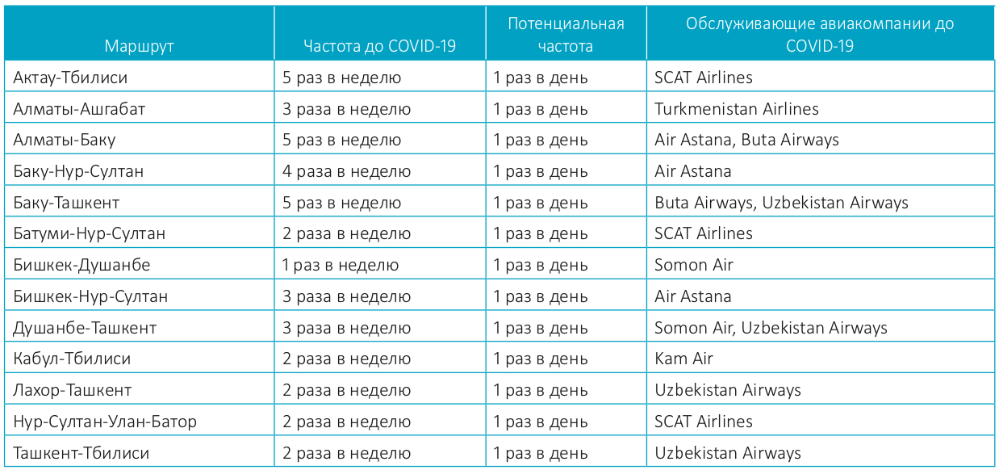 Маршрут Частота до COVID-19 Потенциальная частота Обслуживающие авиакомпании до COVID-19
Актау-Тбилиси 5 раз в неделю 1 раз в день SCAT Airlines
Алматы-Ашгабат 3 раза в неделю 1 раз в день Turkmenistan Airlines
Алматы-Баку 5 раз в неделю 1 раз в день Air Astana, Buta Airways
Баку-Нур-Султан 4 раза в неделю 1 раз в день Air Astana
Баку-Ташкент 5 раз в неделю 1 раз в день Buta Airways, Uzbekistan Airways
Батуми-Нур-Султан 2 раза в неделю 1 раз в день SCAT Airlines
Бишкек-Душанбе 1 раз в неделю 1 раз в день Somon Air
Бишкек-Нур-Султан 3 раза в неделю 1 раз в день Air Astana
Душанбе-Ташкент 3 раза в неделю 1 раз в день Somon Air, Uzbekistan Airways
Кабул-Тбилиси 2 раза в неделю 1 раз в день Kam Air
Лахор-Ташкент 2 раза в неделю 1 раз в день Uzbekistan Airways
Нур-Султан-Улан-Батор 2 раза в неделю 1 раз в день SCAT Airlines
Ташкент-Тбилиси 2 раза в неделю 1 раз в день Uzbekistan Airways